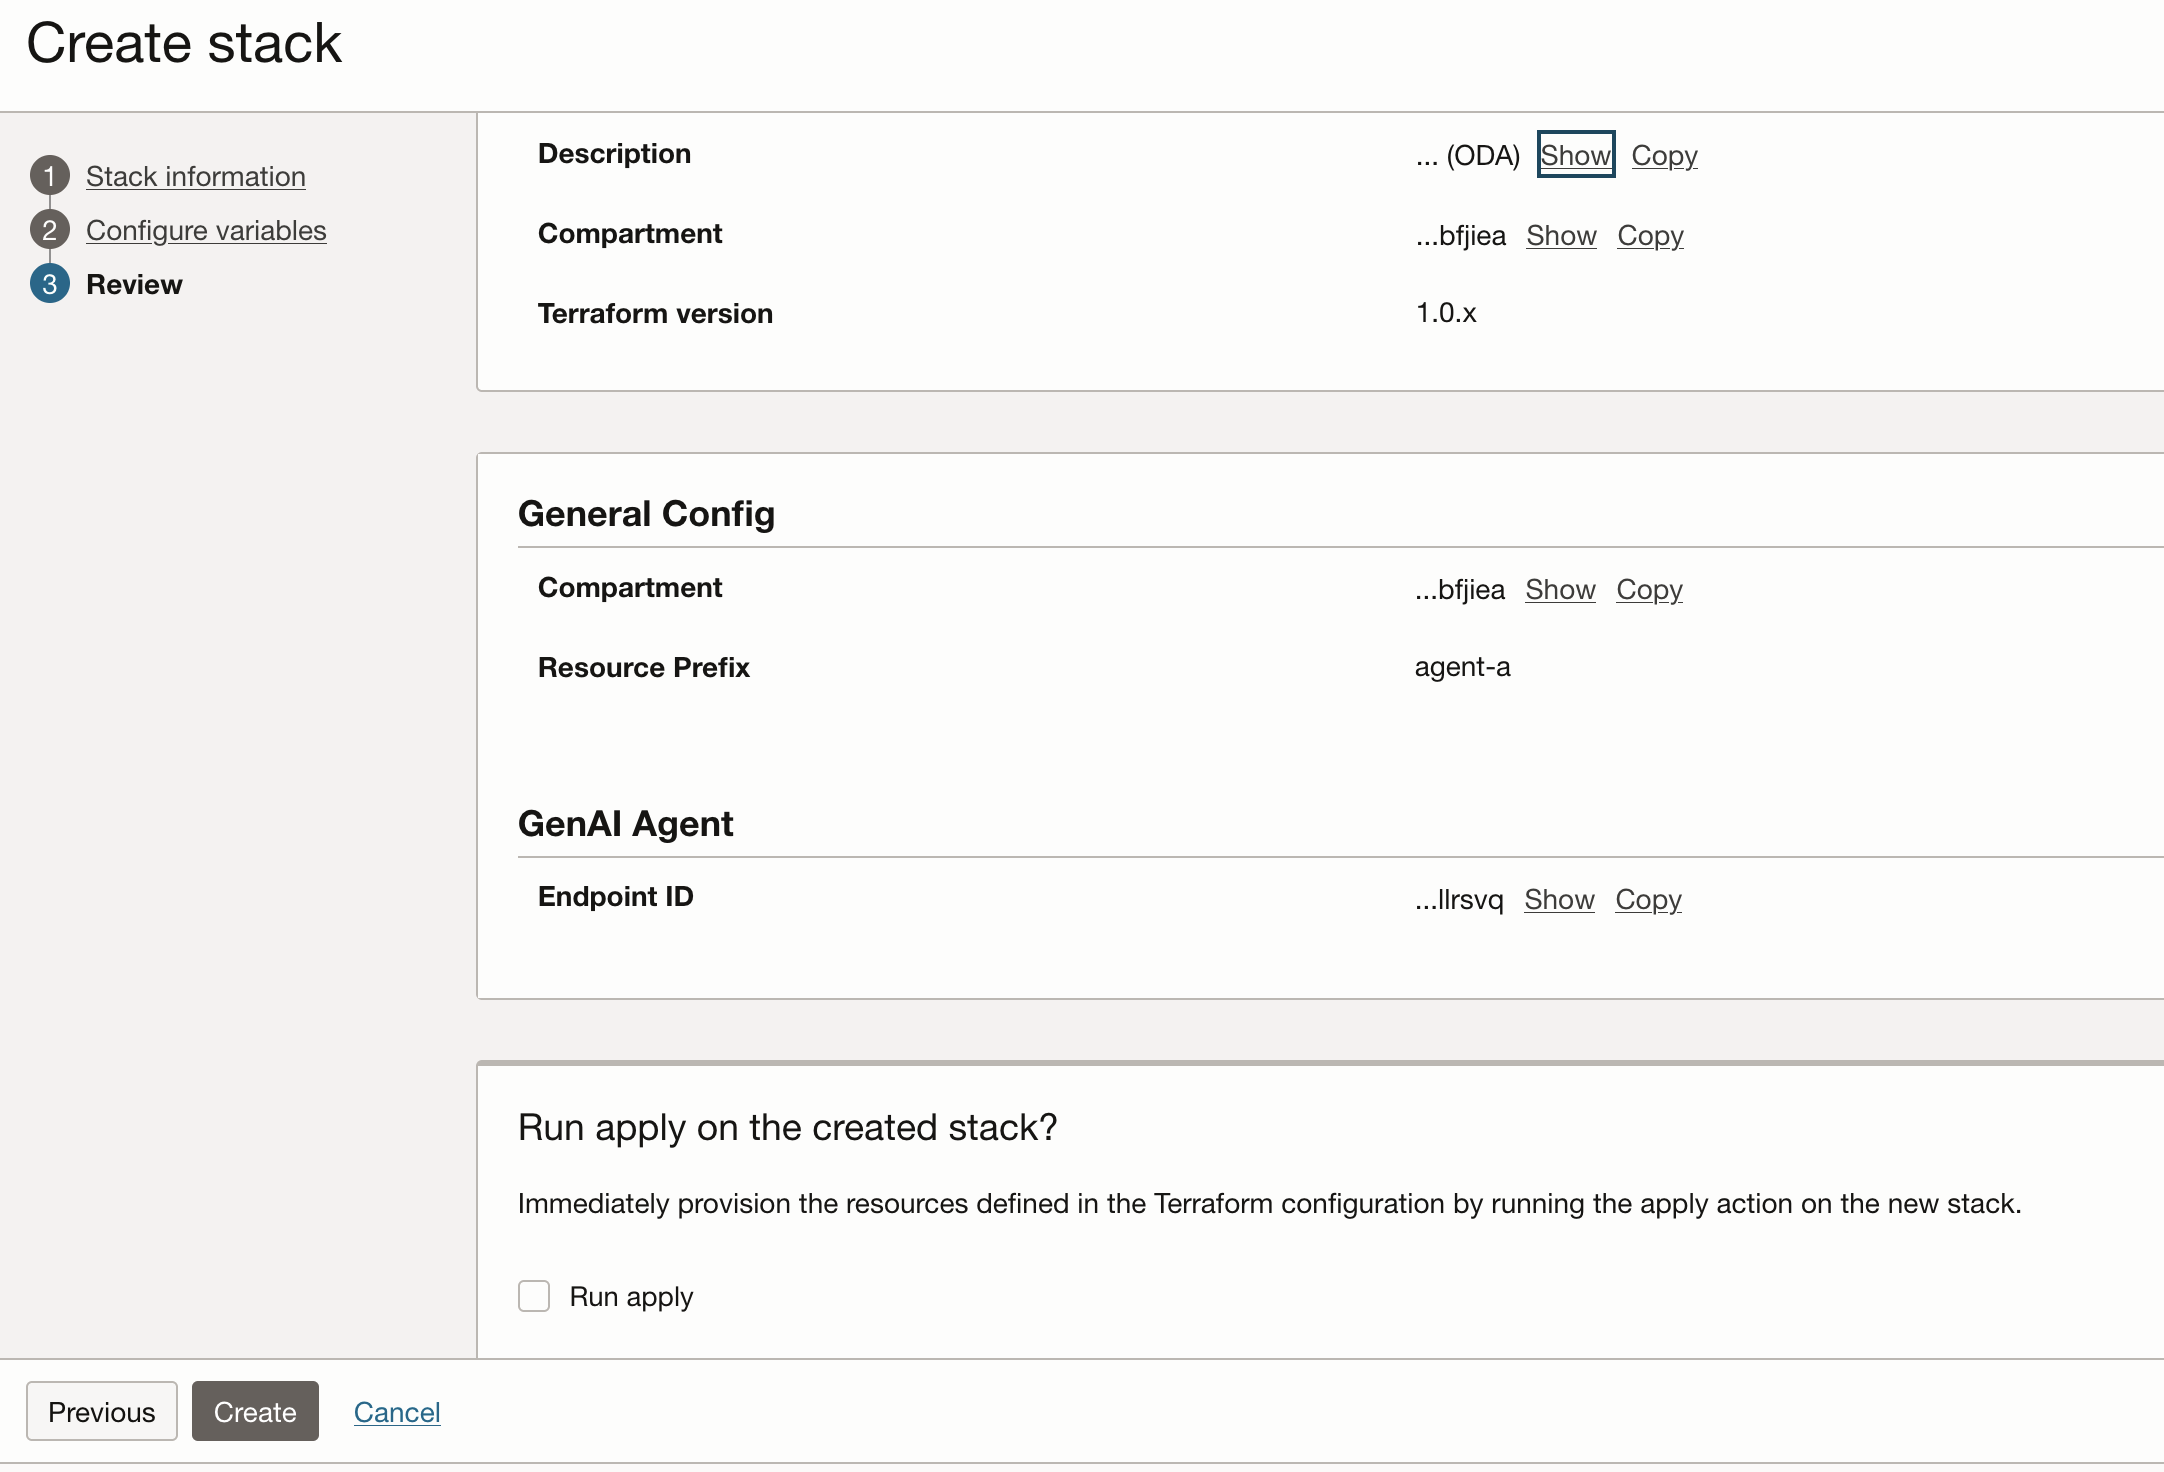 Create stack
1 Stack information
2 Configure variables
3 Review
Description ... (ODA) Show Copy
Compartment ...bfjiea Show Copy
Terraform version 1.0.x
General Config
Compartment ...bfjiea Show Copy
Resource Prefix agent-a
GenAI Agent
Endpoint ID ...llrsvq Show Copy
Run apply on the created stack?
Immediately provision the resources defined in the Terraform configuration by running the apply action on the new stack.
Run apply
Previous Create Cancel